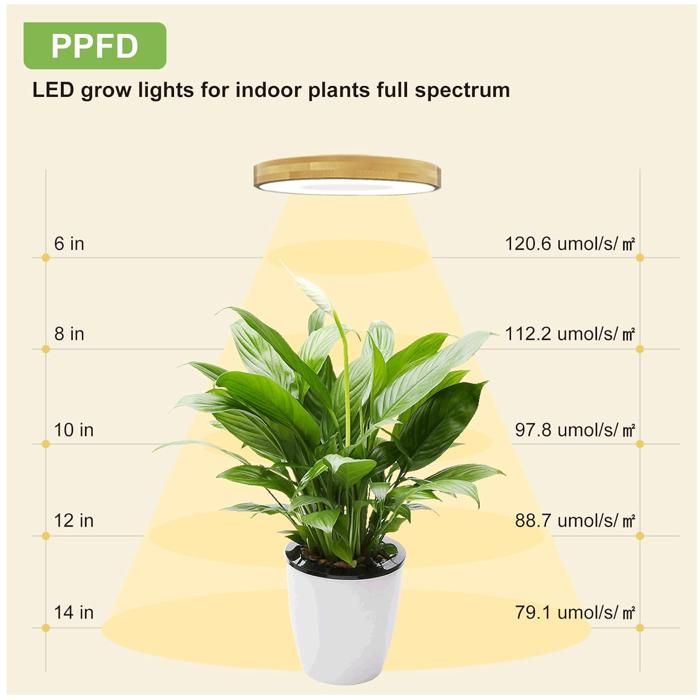 PPFD
LED grow lights for indoor plants full spectrum
6 in 120.6 umol/s/㎡
8 in 112.2 umol/s/㎡
10 in 97.8 umol/s/㎡
12 in 88.7 umol/s/㎡
14 in 79.1 umol/s/㎡